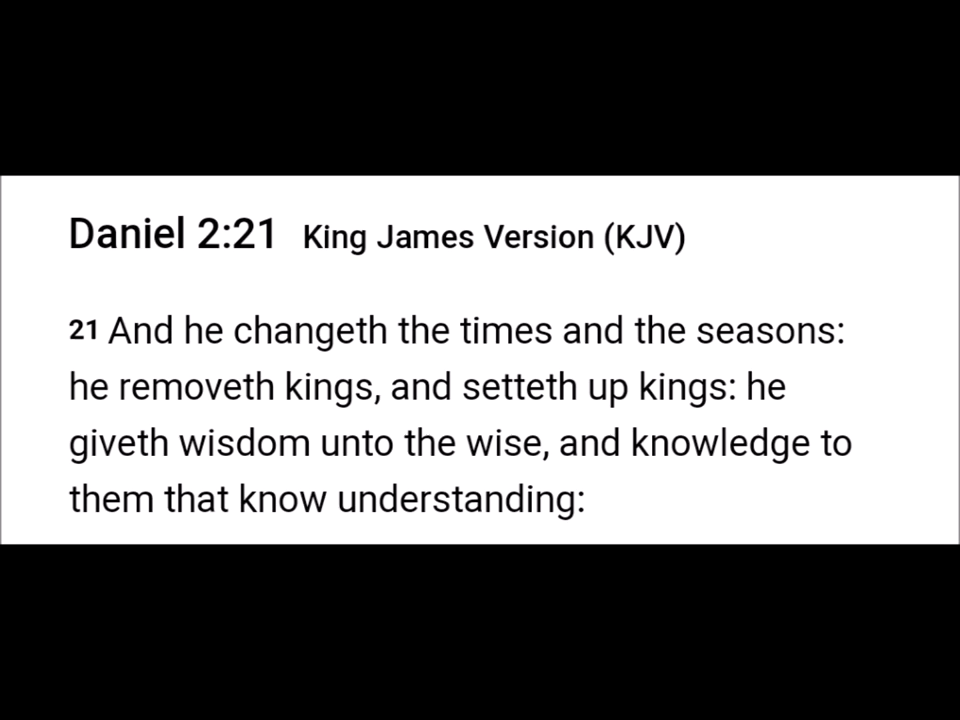 Daniel 2:21 King James Version (KJV)
21 And he changeth the times and the seasons:
he removeth kings, and setteth up kings: he
giveth wisdom unto the wise, and knowledge to
them that know understanding: